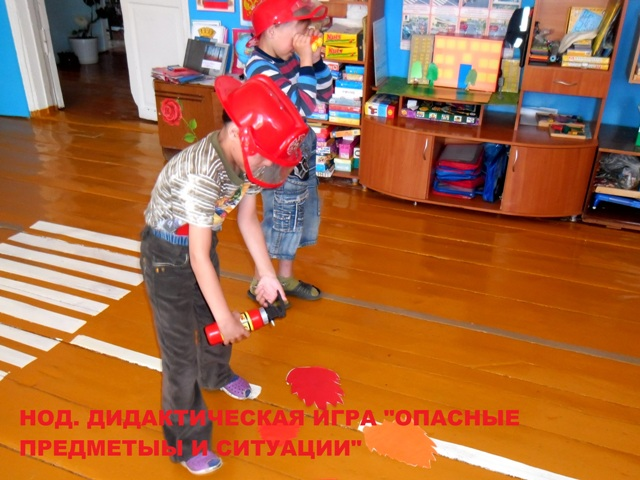 НОД. ДИДАКТИЧЕСКАЯ ИГРА "ОПАСНЫЕ
ПРЕДМЕТЫЫ И СИТУАЦИИ"